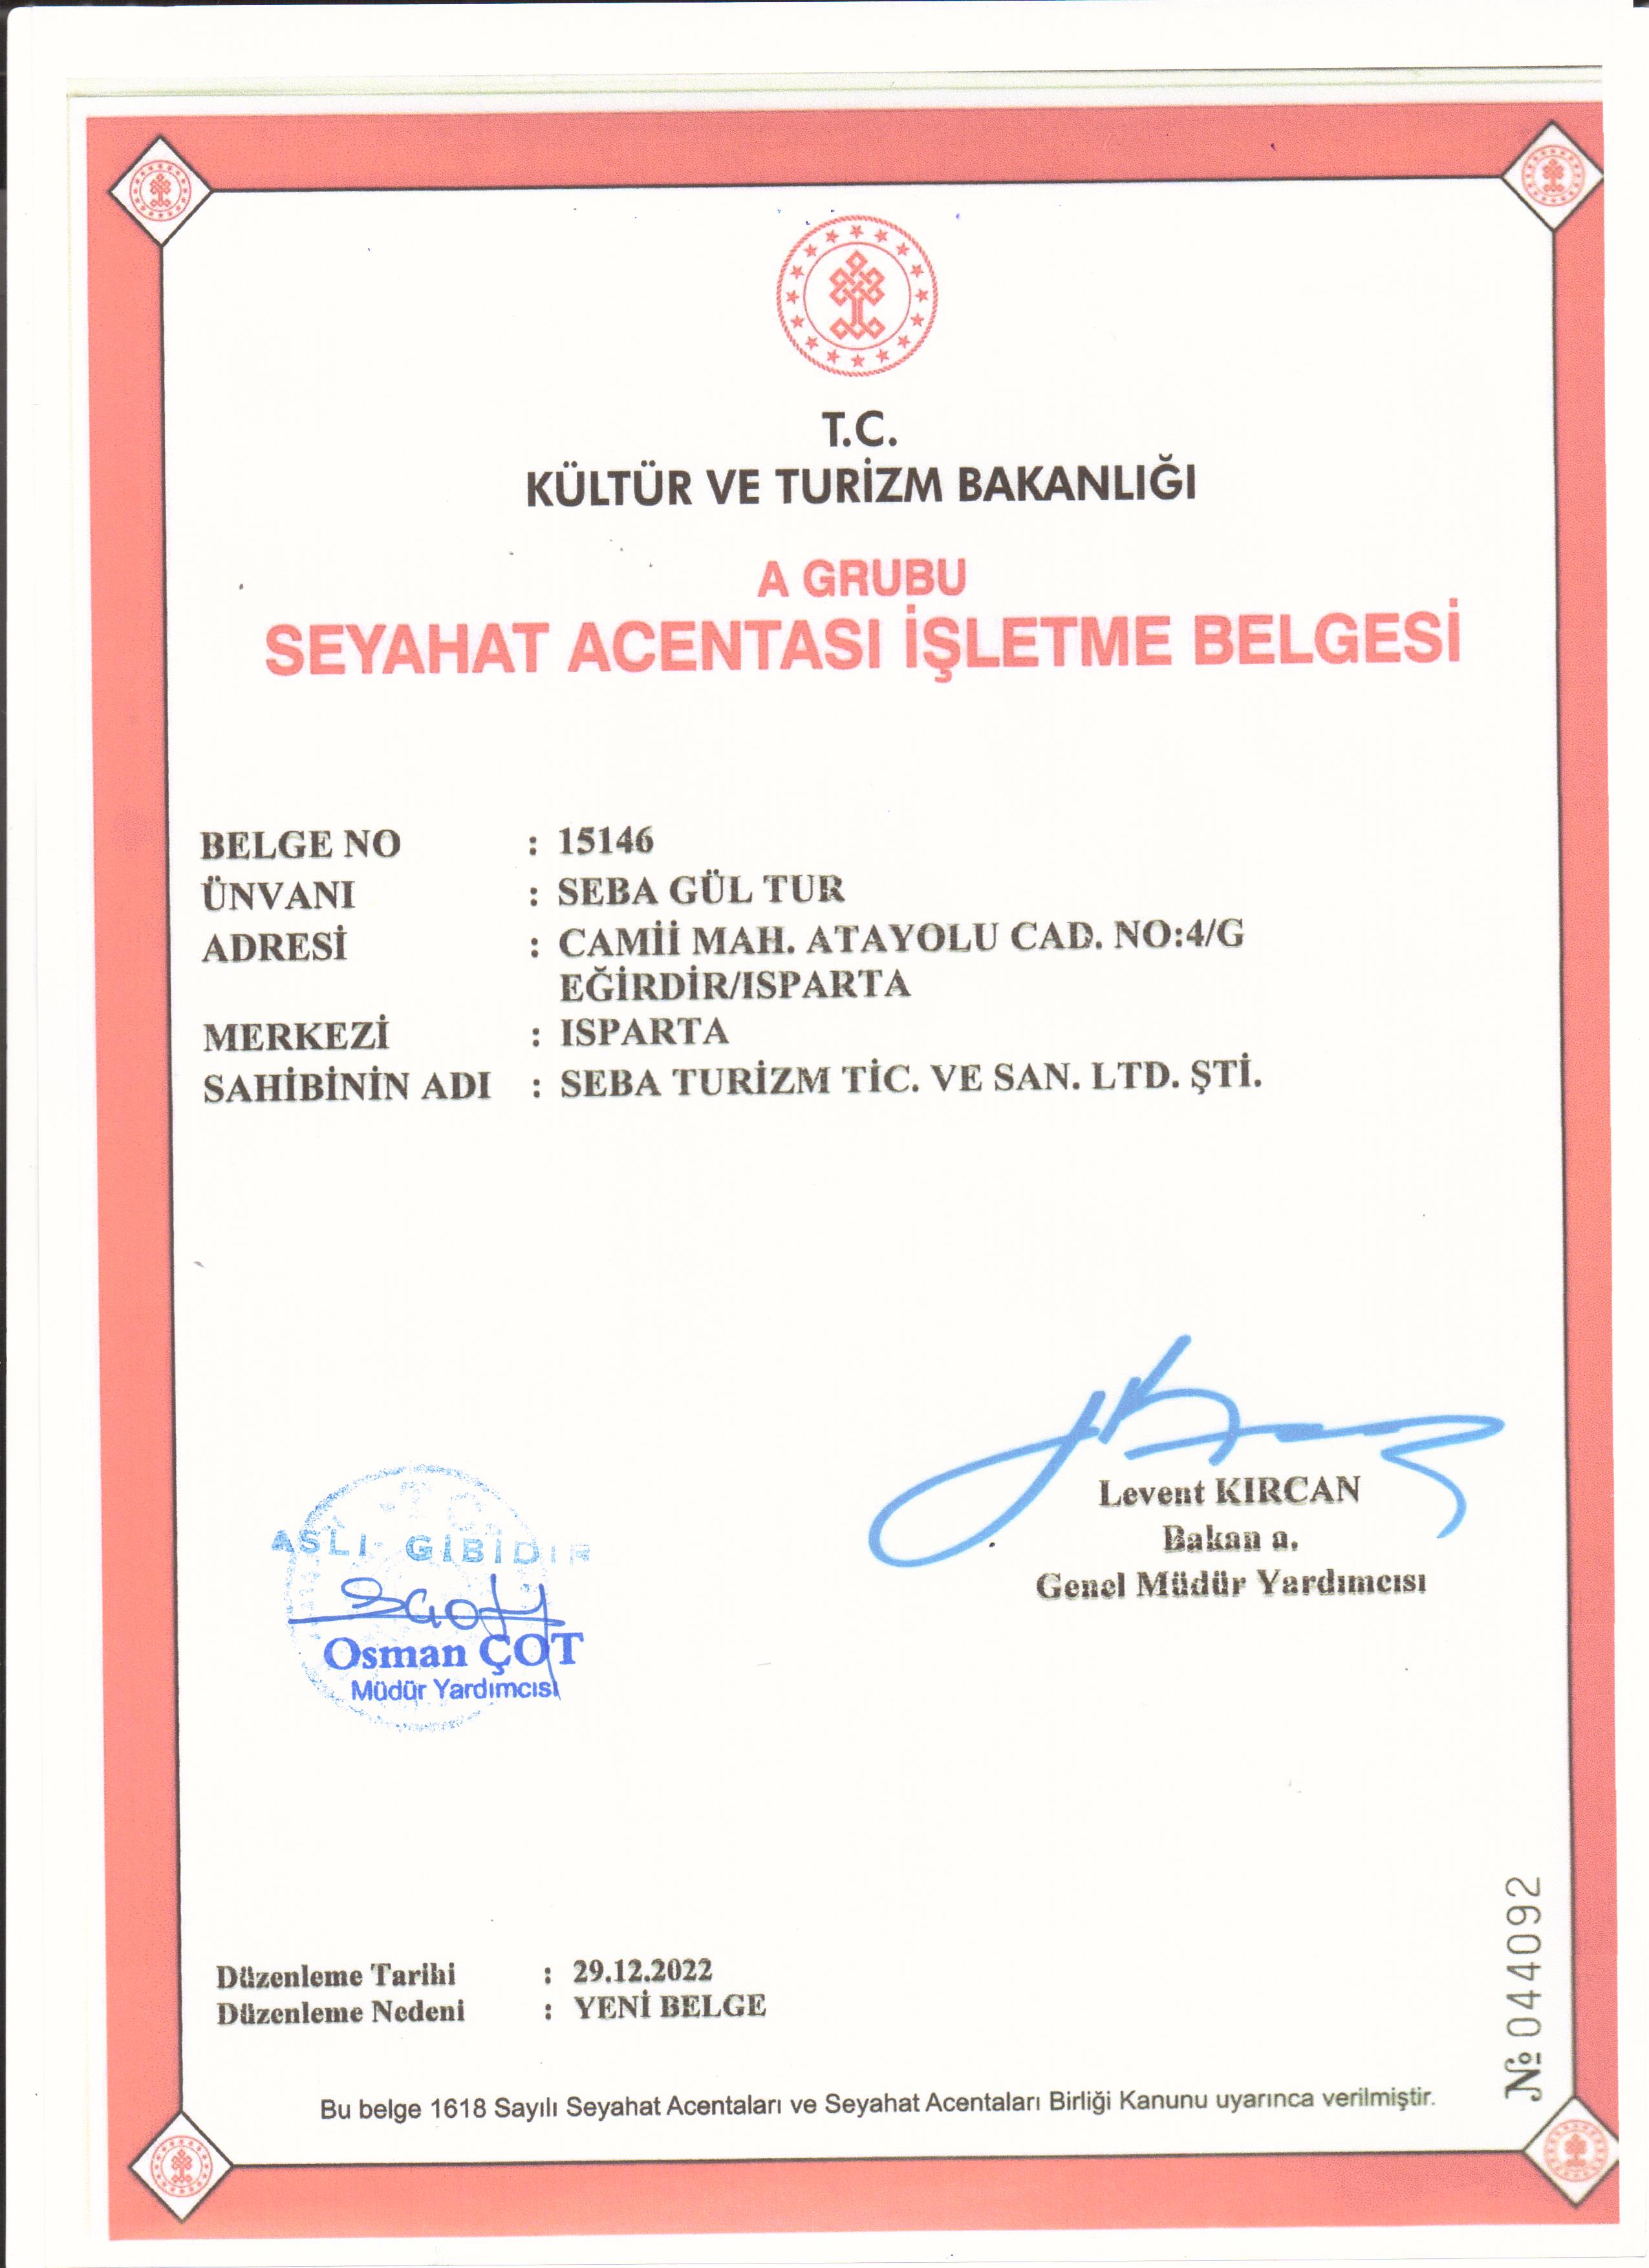 T.C.
KÜLTÜR VE TURİZM BAKANLIĞI
A GRUBU
SEYAHAT ACENTASI İŞLETME BELGESİ
BELGE NO : 15146
ÜNVANI : SEBA GÜL TUR
ADRESİ : CAMİİ MAH. ATAYOLU CAD. NO:4/G
EĞİRDİR/ISPARTA
MERKEZİ : ISPARTA
SAHİBİNİN ADI : SEBA TURİZM TİC. VE SAN. LTD. ŞTİ.
Levent KIRCAN
Bakan a.
Genel Müdür Yardımcısı
ASLI GİBİDİR
Osman ÇOT
Müdür Yardımcısı
Düzenleme Tarihi : 29.12.2022
Düzenleme Nedeni : YENİ BELGE
№ 044092
Bu belge 1618 Sayılı Seyahat Acentaları ve Seyahat Acentaları Birliği Kanunu uyarınca verilmiştir.